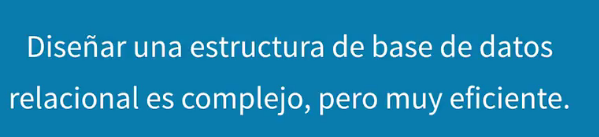 Diseñar una estructura de base de datos
relacional es complejo, pero muy eficiente.